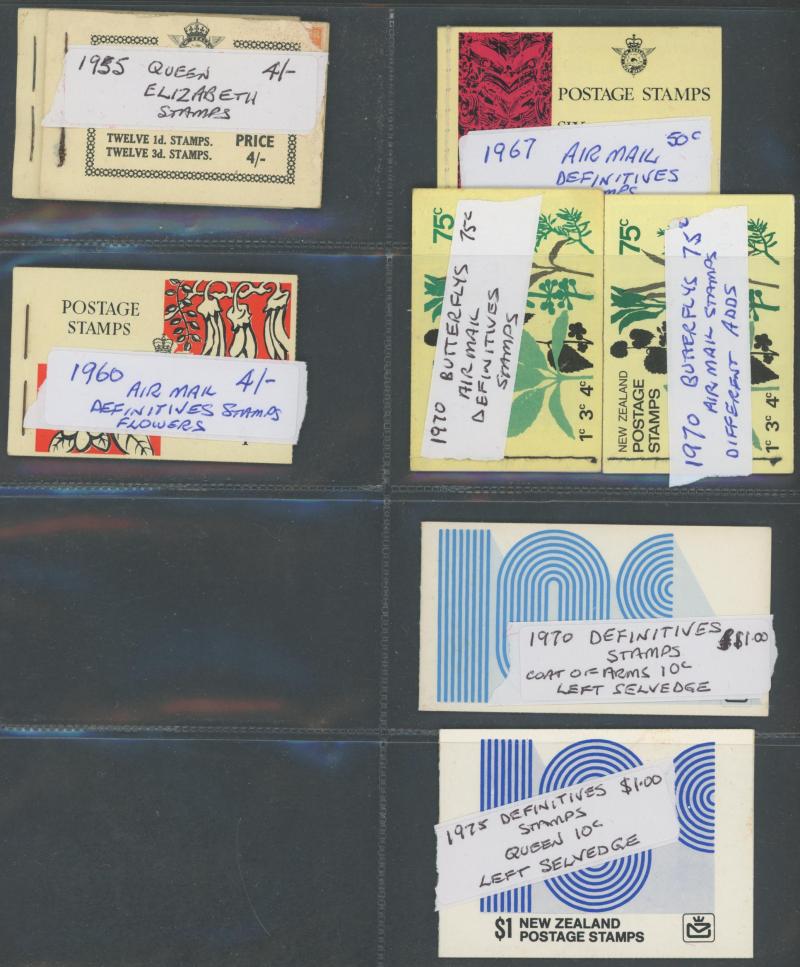 1955 QUEEN 4/-
ELIZABETH
STAMPS
TWELVE 1d. STAMPS.
TWELVE 3d. STAMPS.
PRICE
4/-
POSTAGE STAMPS
1967 AIR MAIL 50c
DEFINITIVES
75c
1970 BUTTERFLYS 75c
AIR MAIL
DEFINITIVES
STAMPS
1c 3c 4c
75c
1970 BUTTERFLYS 75c
AIR MAIL STAMPS
DIFFERENT ADDS
NEW ZEALAND
POSTAGE
STAMPS
1c 3c 4c
POSTAGE
STAMPS
1960 AIR MAIL 4/-
DEFINITIVES STAMPS
FLOWERS
10c
1970 DEFINITIVES $1.00
STAMPS
COAT OF ARMS 10c
LEFT SELVEDGE
1975 DEFINITIVES $1.00
STAMPS
QUEEN 10c
LEFT SELVEDGE
$1 NEW ZEALAND
POSTAGE STAMPS